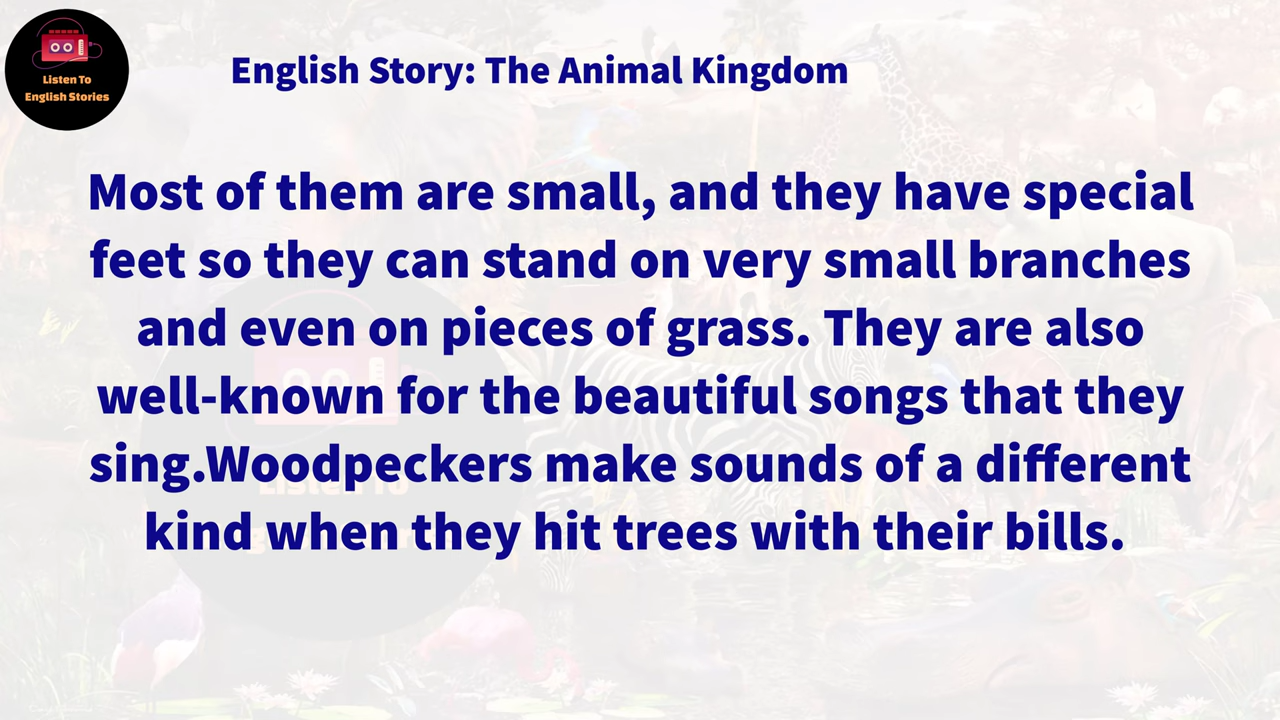 Listen To
English Stories
English Story: The Animal Kingdom
Most of them are small, and they have special
feet so they can stand on very small branches
and even on pieces of grass. They are also
well-known for the beautiful songs that they
sing.Woodpeckers make sounds of a different
kind when they hit trees with their bills.
Listen To